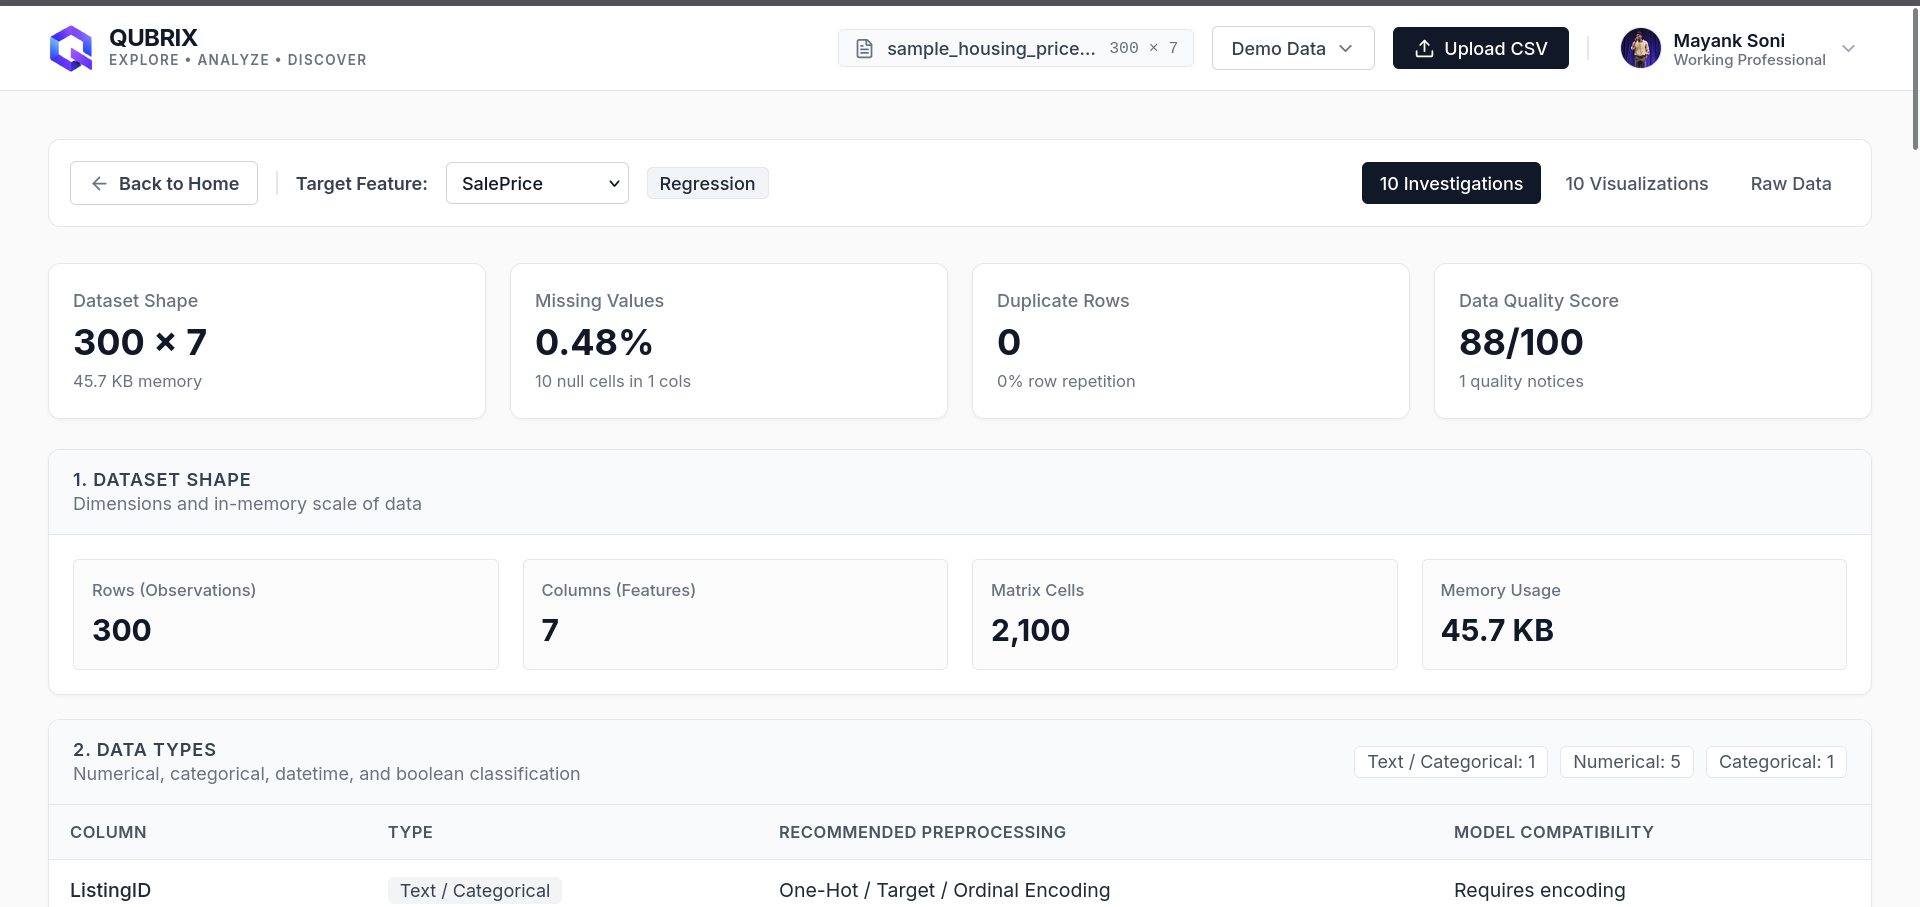 QUBRIX
EXPLORE • ANALYZE • DISCOVER
sample_housing_price... 300 × 7
Demo Data
Upload CSV
Mayank Soni
Working Professional
Back to Home
Target Feature:
SalePrice
Regression
10 Investigations
10 Visualizations
Raw Data
Dataset Shape
300 × 7
45.7 KB memory
Missing Values
0.48%
10 null cells in 1 cols
Duplicate Rows
0
0% row repetition
Data Quality Score
88/100
1 quality notices
1. DATASET SHAPE
Dimensions and in-memory scale of data
Rows (Observations)
300
Columns (Features)
7
Matrix Cells
2,100
Memory Usage
45.7 KB
2. DATA TYPES
Numerical, categorical, datetime, and boolean classification
Text / Categorical: 1
Numerical: 5
Categorical: 1
COLUMN TYPE RECOMMENDED PREPROCESSING MODEL COMPATIBILITY
ListingID Text / Categorical One-Hot / Target / Ordinal Encoding Requires encoding